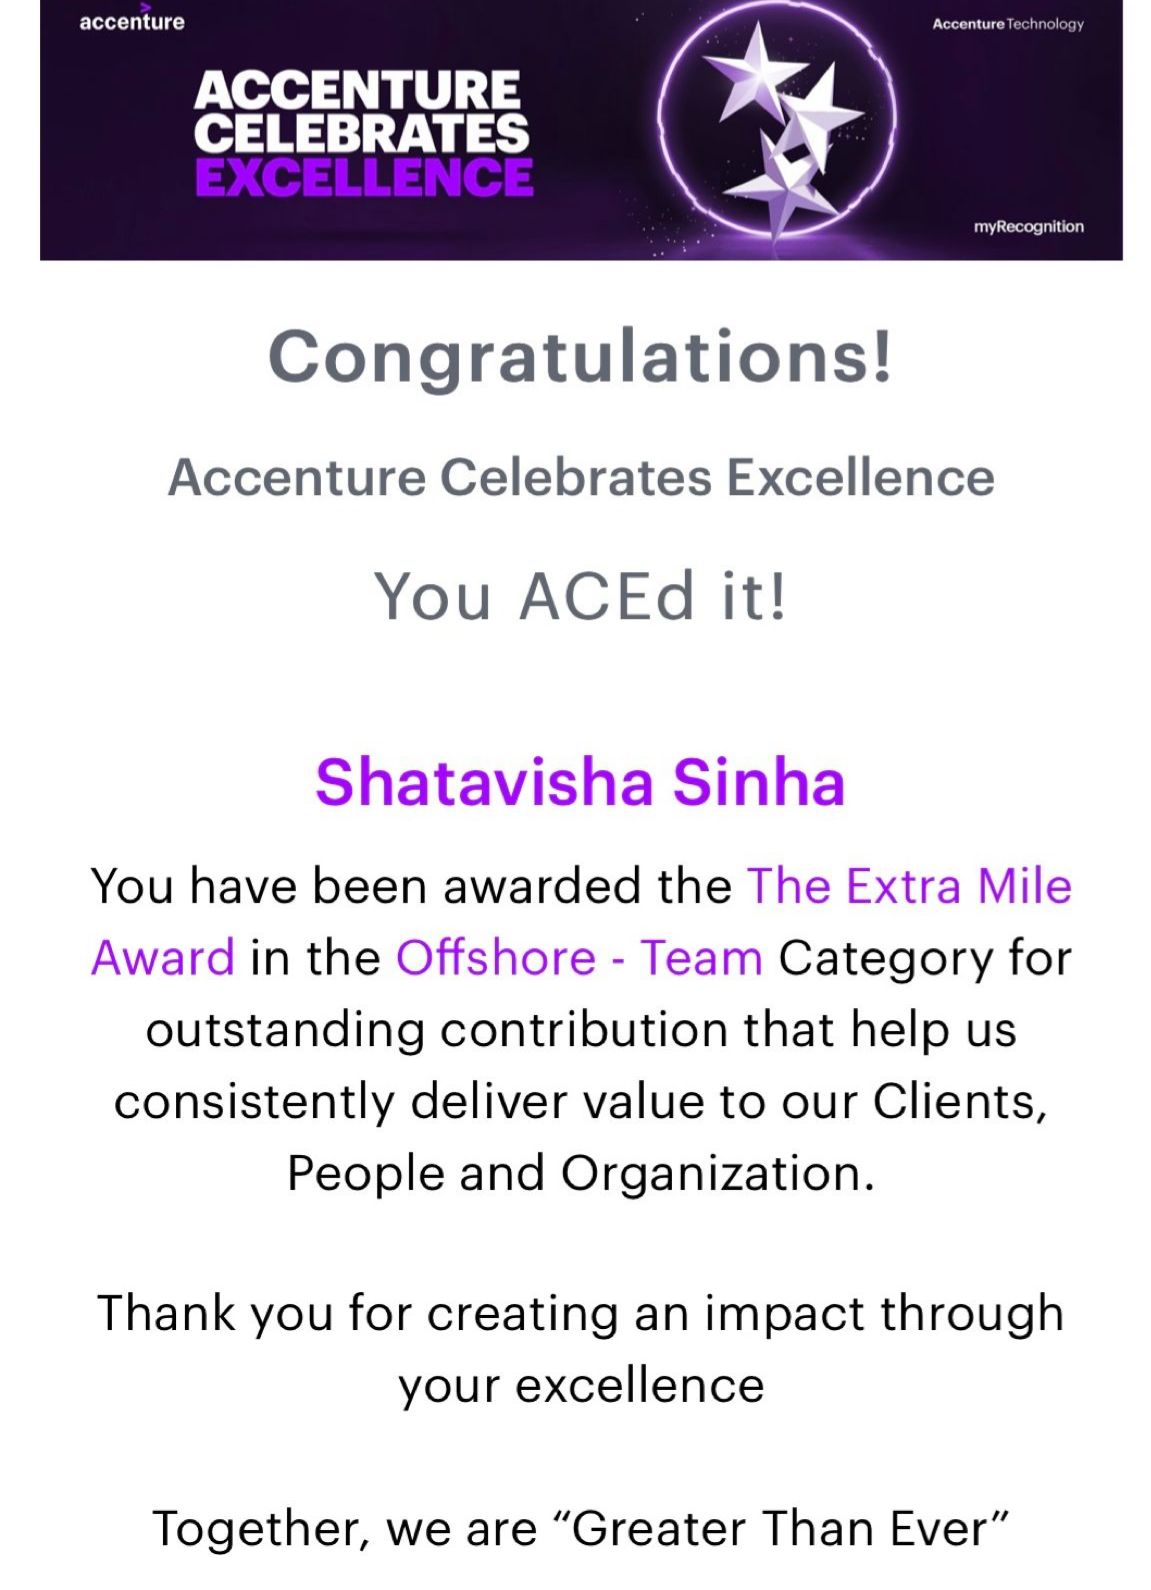 accenture
Accenture Technology
ACCENTURE
CELEBRATES
EXCELLENCE
myRecognition
Congratulations!
Accenture Celebrates Excellence
You ACEd it!
Shatavisha Sinha
You have been awarded the The Extra Mile
Award in the Offshore - Team Category for
outstanding contribution that help us
consistently deliver value to our Clients,
People and Organization.
Thank you for creating an impact through
your excellence
Together, we are “Greater Than Ever”